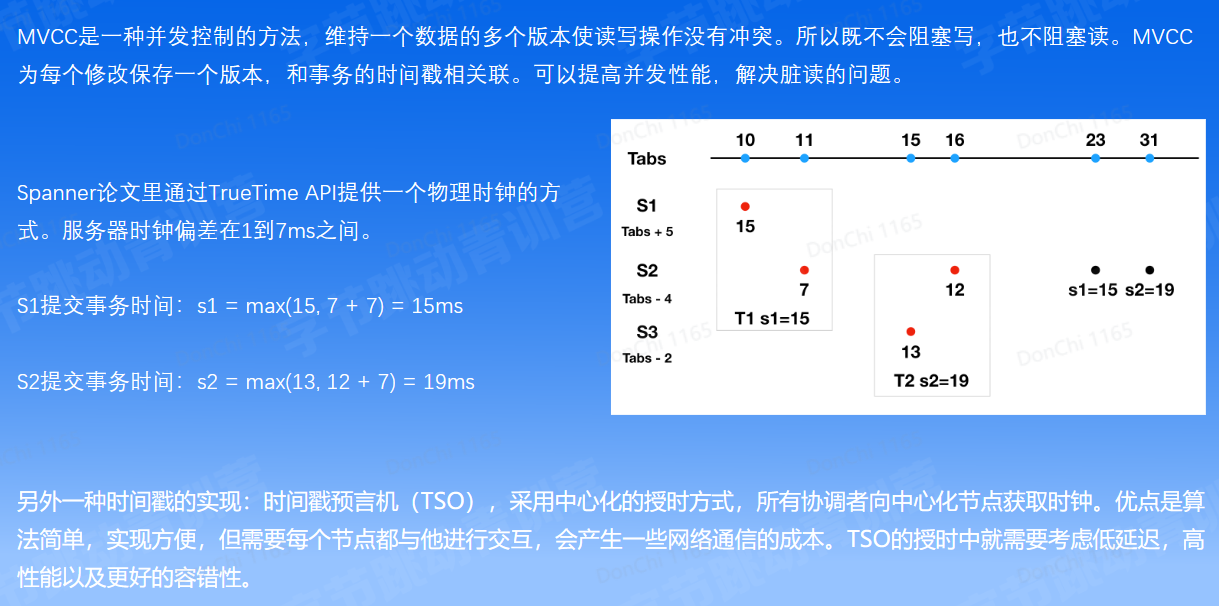 MVCC是一种并发控制的方法，维持一个数据的多个版本使读写操作没有冲突。所以既不会阻塞写，也不阻塞读。MVCC
为每个修改保存一个版本，和事务的时间戳相关联。可以提高并发性能，解决脏读的问题。
Spanner论文里通过TrueTime API提供一个物理时钟的方
式。服务器时钟偏差在1到7ms之间。
S1提交事务时间：s1 = max(15, 7 + 7) = 15ms
S2提交事务时间：s2 = max(13, 12 + 7) = 19ms
10 11 15 16 23 31
Tabs
S1
Tabs + 5
15
S2
Tabs - 4
7
12
s1=15 s2=19
T1 s1=15
S3
Tabs - 2
13
T2 s2=19
另外一种时间戳的实现：时间戳预言机（TSO），采用中心化的授时方式，所有协调者向中心化节点获取时钟。优点是算
法简单，实现方便，但需要每个节点都与他进行交互，会产生一些网络通信的成本。TSO的授时中就需要考虑低延迟，高
性能以及更好的容错性。
DonChi 1165
字节跳动青训营